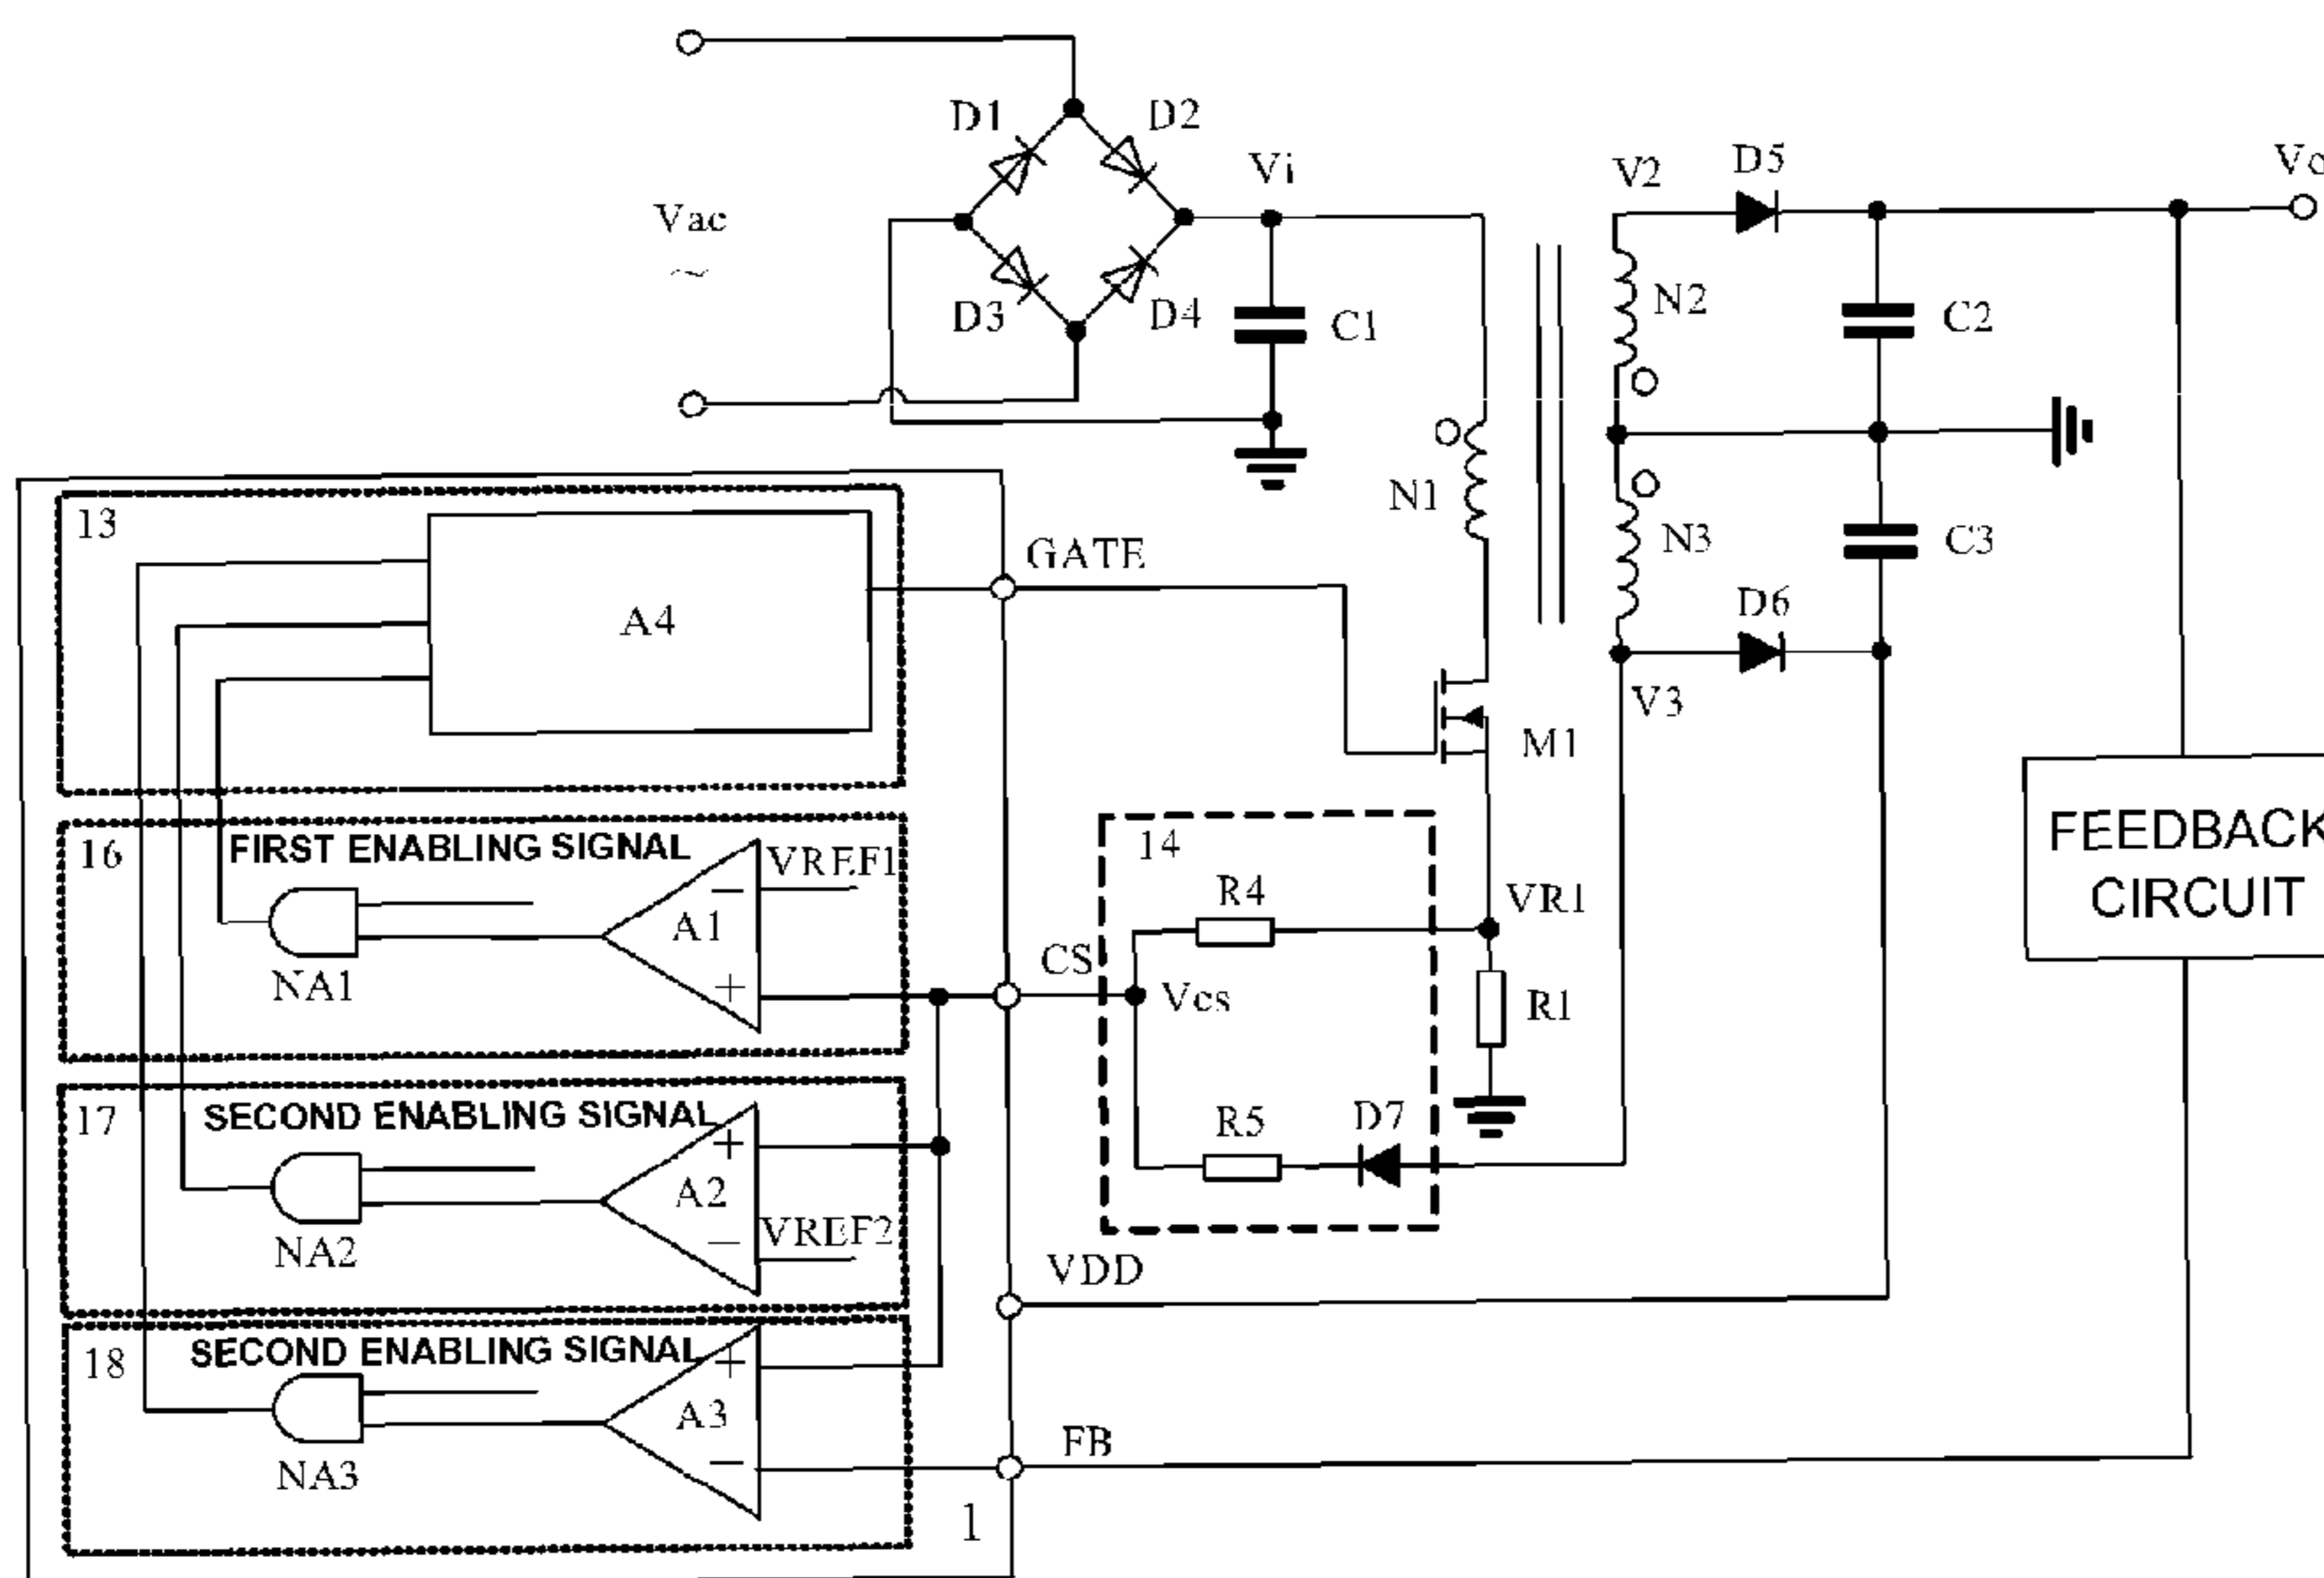 D1
D2
Vac
~
Vi
D3
D4
C1
V2
D5
Vo
N2
C2
N1
N3
C3
D6
V3
M1
13
A4
GATE
16
FIRST ENABLING SIGNAL
VREF1
−
A1
+
NA1
CS
Vcs
14
R4
VR1
R1
R5
D7
FEEDBACK
CIRCUIT
17
SECOND ENABLING SIGNAL
+
A2
VREF2
−
NA2
VDD
18
SECOND ENABLING SIGNAL
+
A3
−
NA3
FB
1